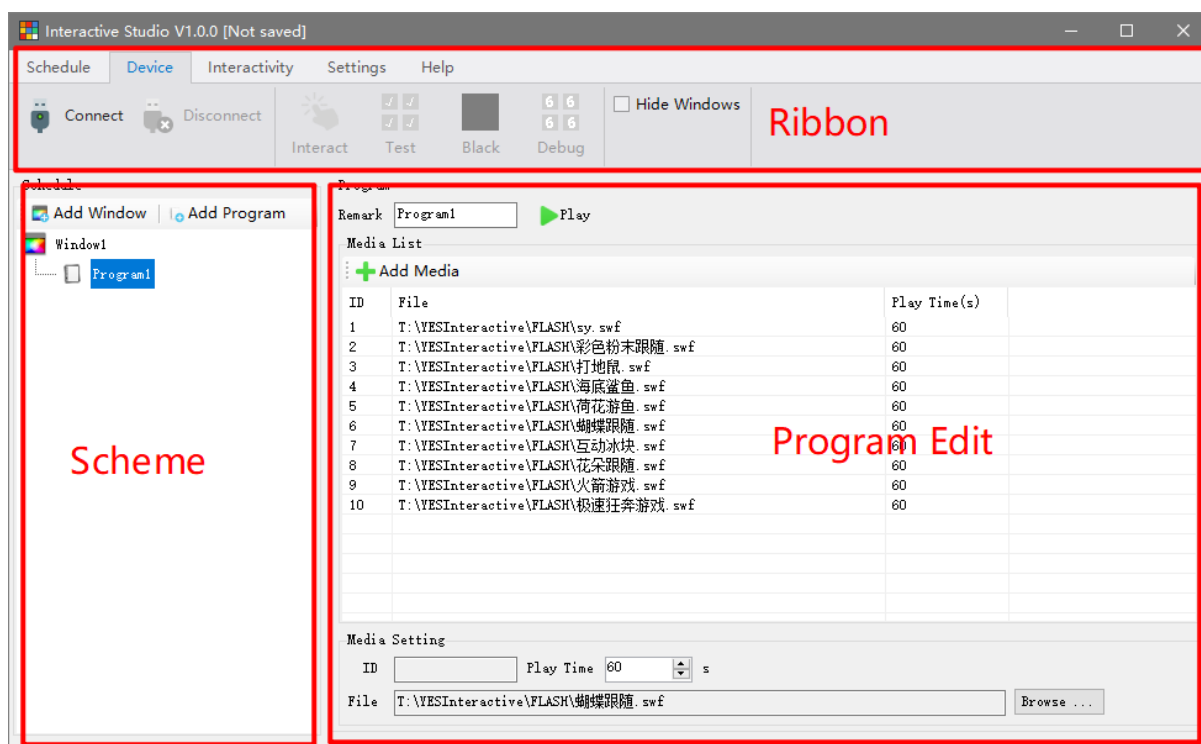 Interactive Studio V1.0.0 [Not saved]
Schedule Device Interactivity Settings Help
Connect Disconnect Interact Test Black Debug Hide Windows
Ribbon
Schedule
Add Window Add Program
Window1
Program1
Scheme
Program
Remark Program1 Play
Media List
Add Media
ID File Play Time(s)
1 T:\YESInteractive\FLASH\sy.swf 60
2 T:\YESInteractive\FLASH\彩色粉末跟随.swf 60
3 T:\YESInteractive\FLASH\打地鼠.swf 60
4 T:\YESInteractive\FLASH\海底鲨鱼.swf 60
5 T:\YESInteractive\FLASH\荷花游鱼.swf 60
6 T:\YESInteractive\FLASH\蝴蝶跟随.swf 60
7 T:\YESInteractive\FLASH\互动冰块.swf 60
8 T:\YESInteractive\FLASH\花朵跟随.swf 60
9 T:\YESInteractive\FLASH\火箭游戏.swf 60
10 T:\YESInteractive\FLASH\极速狂奔游戏.swf 60
Program Edit
Media Setting
ID Play Time 60 s
File T:\YESInteractive\FLASH\蝴蝶跟随.swf Browse ...